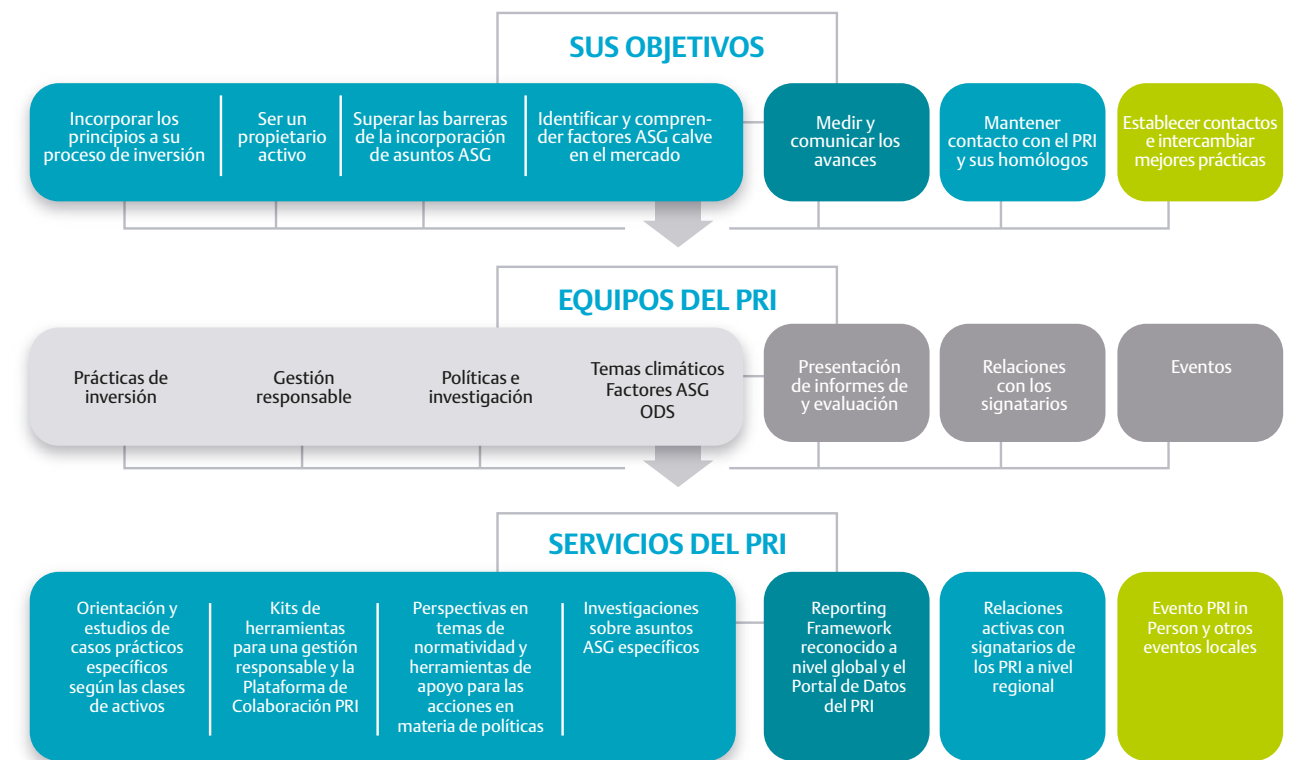 SUS OBJETIVOS
Incorporar los
principios a su
proceso de inversión
Ser un
propietario
activo
Superar las barreras
de la incorporación
de asuntos ASG
Identificar y compren-
der factores ASG calve
en el mercado
Medir y
comunicar los
avances
Mantener
contacto con el PRI
y sus homólogos
Establecer contactos
e intercambiar
mejores prácticas
EQUIPOS DEL PRI
Prácticas de
inversión
Gestión
responsable
Políticas e
investigación
Temas climáticos
Factores ASG
ODS
Presentación
de informes de
y evaluación
Relaciones
con los
signatarios
Eventos
SERVICIOS DEL PRI
Orientación y
estudios de
casos prácticos
específicos
según las clases
de activos
Kits de
herramientas
para una gestión
responsable y la
Plataforma de
Colaboración PRI
Perspectivas en
temas de
normatividad y
herramientas de
apoyo para las
acciones en
materia de políticas
Investigaciones
sobre asuntos
ASG específicos
Reporting
Framework
reconocido a
nivel global y el
Portal de Datos
del PRI
Relaciones
activas con
signatarios de
los PRI a nivel
regional
Evento PRI in
Person y otros
eventos locales